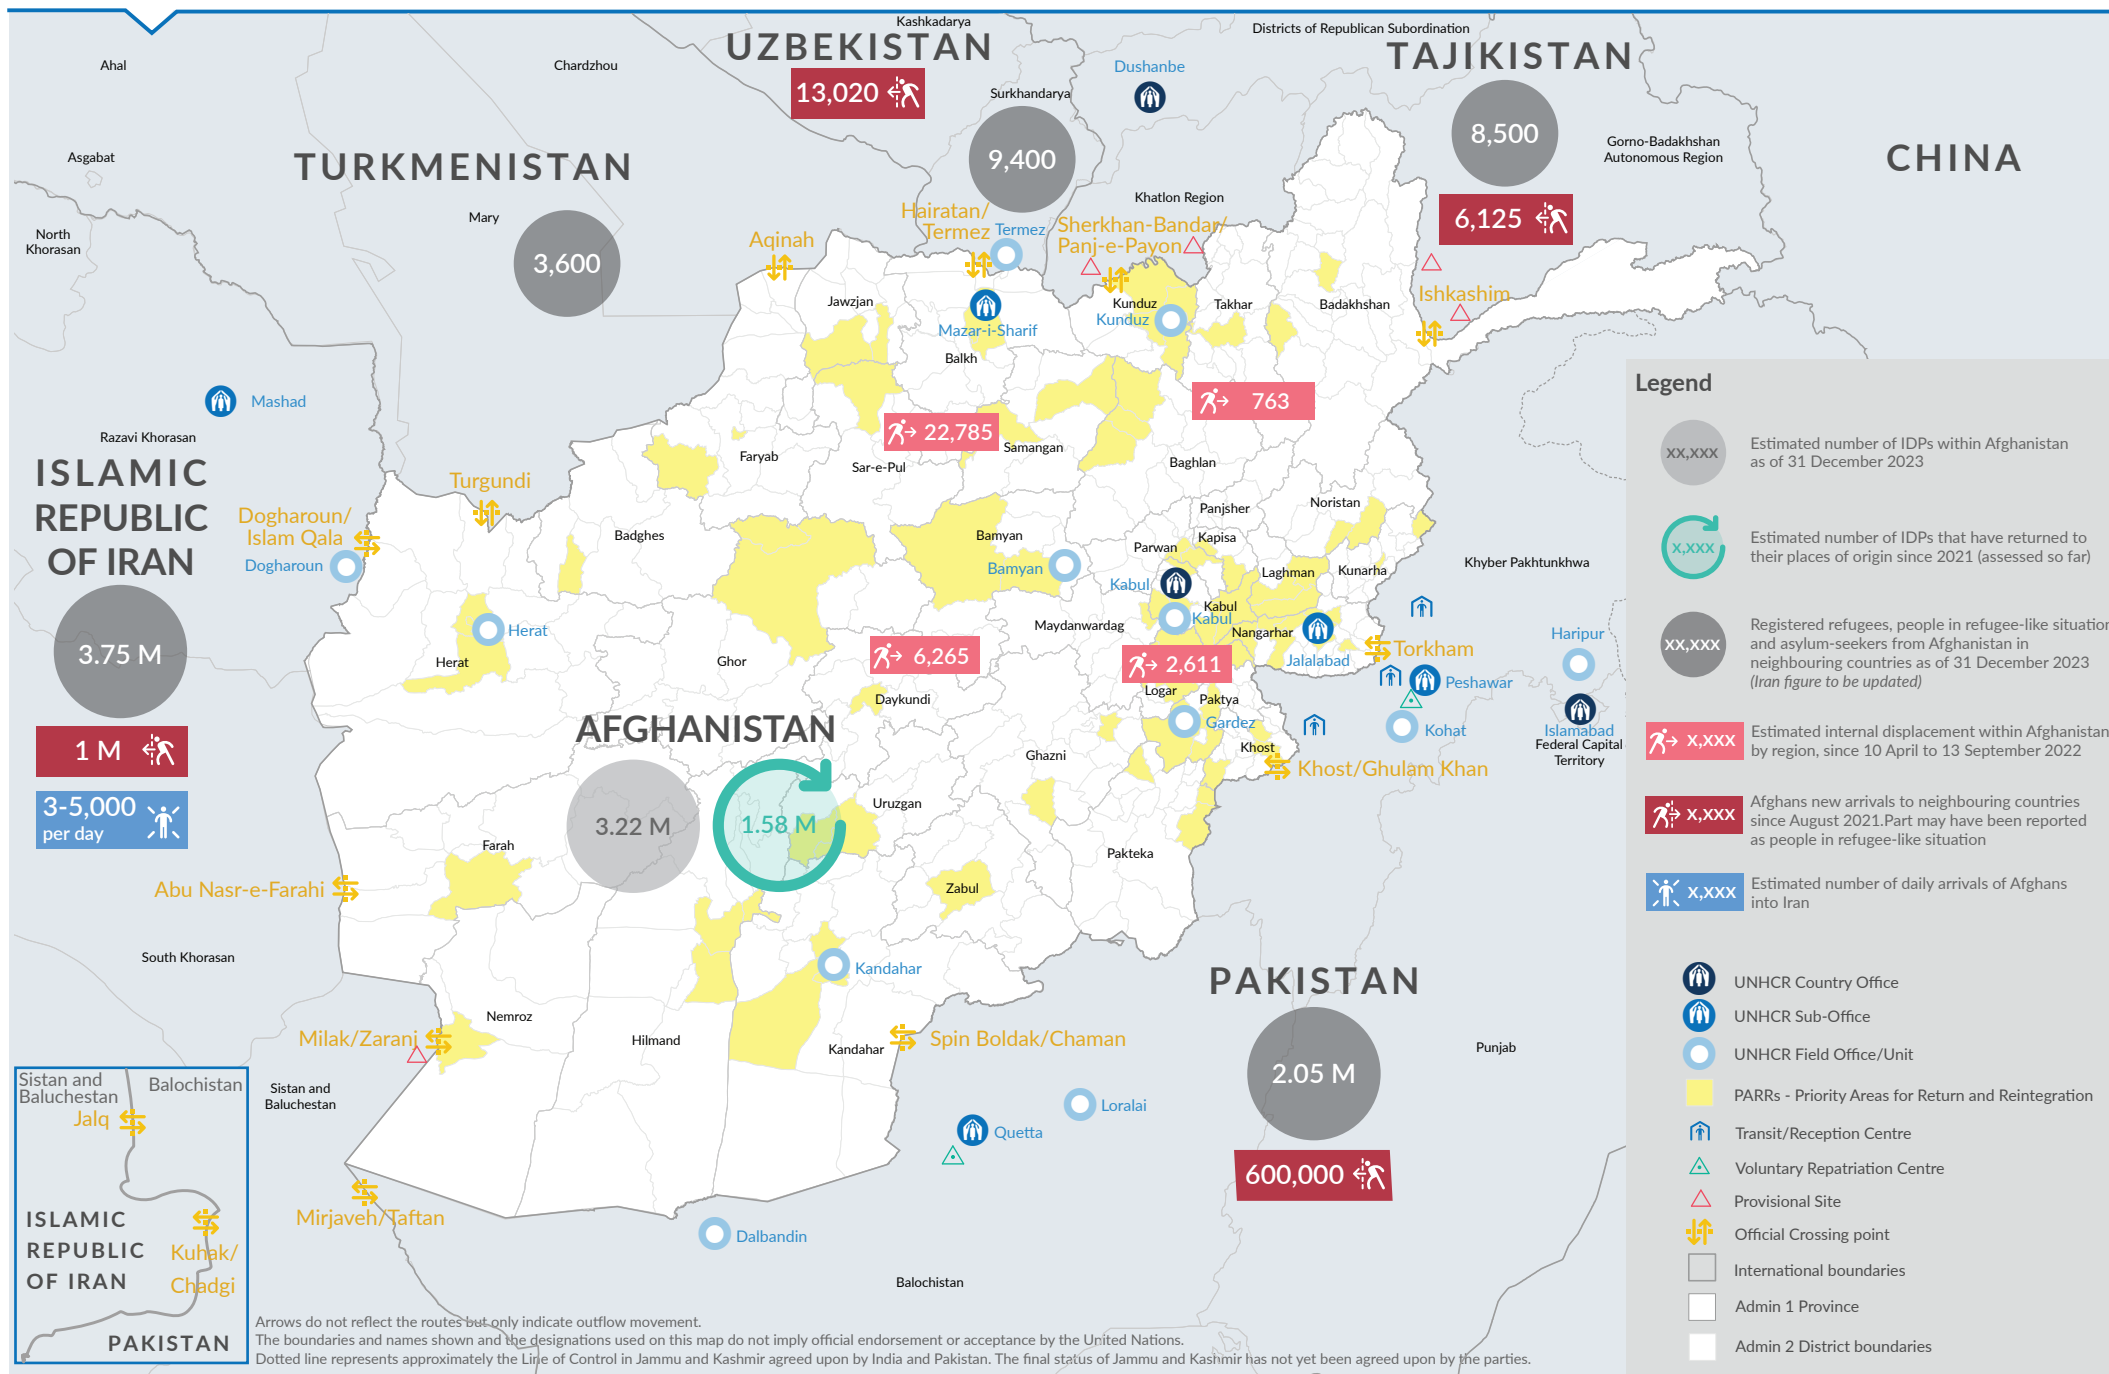 Kashkadarya
Districts of Republican Subordination
UZBEKISTAN
TAJIKISTAN
Ahal
Chardzhou
Dushanbe
13,020
Surkhandarya
8,500
Gorno-Badakhshan
Autonomous Region
CHINA
Asgabat
TURKMENISTAN
9,400
Khatlon Region
Mary
6,125
North
Khorasan
Hairatan/
Termez
Termez
Sherkhan-Bandar/
Panj-e-Payon
Aqinah
3,600
Ishkashim
Jawzjan
Kunduz
Kunduz
Takhar
Badakhshan
Mazar-i-Sharif
Balkh
Mashad
Razavi Khorasan
763
22,785
Samangan
Faryab
Sar-e-Pul
Baghlan
ISLAMIC
REPUBLIC
OF IRAN
Turgundi
Dogharoun/
Islam Qala
Dogharoun
Badghes
Bamyan
Bamyan
Panjsher
Noristan
Parwan
Kapisa
Laghman
Kunarha
Khyber Pakhtunkhwa
Kabul
Kabul
Kabul
3.75 M
Herat
Herat
Ghor
Maydanwardag
Nangarhar
Jalalabad
Torkham
Haripur
6,265
2,611
Peshawar
Daykundi
Logar
Paktya
Gardez
Kohat
Islamabad
Federal Capital
Territory
1 M
AFGHANISTAN
Ghazni
Khost
Khost/Ghulam Khan
3-5,000
per day
3.22 M
1.58 M
Uruzgan
Farah
Pakteka
Abu Nasr-e-Farahi
Zabul
South Khorasan
Kandahar
PAKISTAN
Nemroz
Milak/Zaranj
Hilmand
Kandahar
Spin Boldak/Chaman
Punjab
2.05 M
Sistan and
Baluchestan
Loralai
Quetta
600,000
Mirjaveh/Taftan
Dalbandin
Balochistan
Sistan and
Baluchestan
Balochistan
Jalq
ISLAMIC
REPUBLIC
OF IRAN
Kuhak/
Chadgi
PAKISTAN
Arrows do not reflect the routes but only indicate outflow movement.
The boundaries and names shown and the designations used on this map do not imply official endorsement or acceptance by the United Nations.
Dotted line represents approximately the Line of Control in Jammu and Kashmir agreed upon by India and Pakistan. The final status of Jammu and Kashmir has not yet been agreed upon by the parties.
Legend
XX,XXX
Estimated number of IDPs within Afghanistan
as of 31 December 2023
X,XXX
Estimated number of IDPs that have returned to
their places of origin since 2021 (assessed so far)
XX,XXX
Registered refugees, people in refugee-like situation
and asylum-seekers from Afghanistan in
neighbouring countries as of 31 December 2023
(Iran figure to be updated)
X,XXX
Estimated internal displacement within Afghanistan
by region, since 10 April to 13 September 2022
X,XXX
Afghans new arrivals to neighbouring countries
since August 2021.Part may have been reported
as people in refugee-like situation
X,XXX
Estimated number of daily arrivals of Afghans
into Iran
UNHCR Country Office
UNHCR Sub-Office
UNHCR Field Office/Unit
PARRs - Priority Areas for Return and Reintegration
Transit/Reception Centre
Voluntary Repatriation Centre
Provisional Site
Official Crossing point
International boundaries
Admin 1 Province
Admin 2 District boundaries